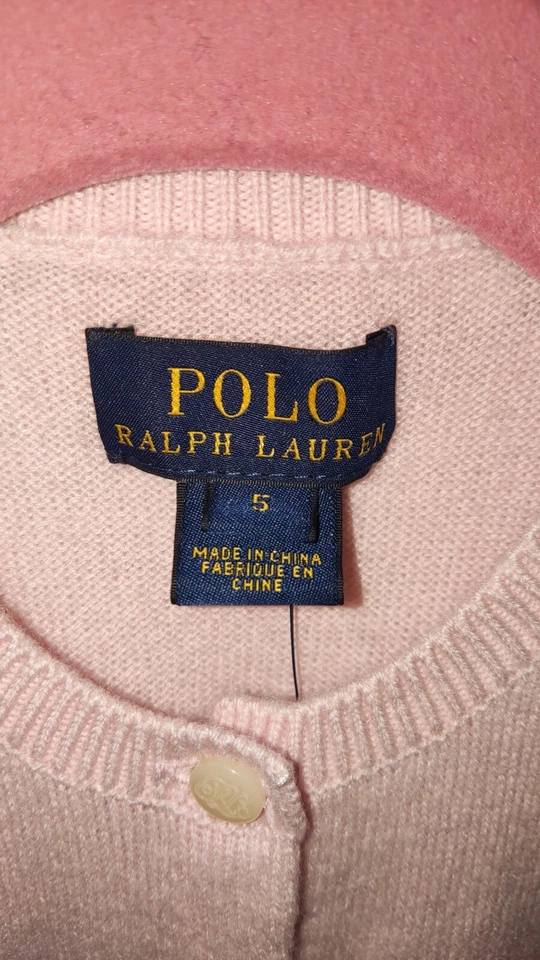 POLO
RALPH LAUREN
5
MADE IN CHINA
FABRIQUE EN
CHINE